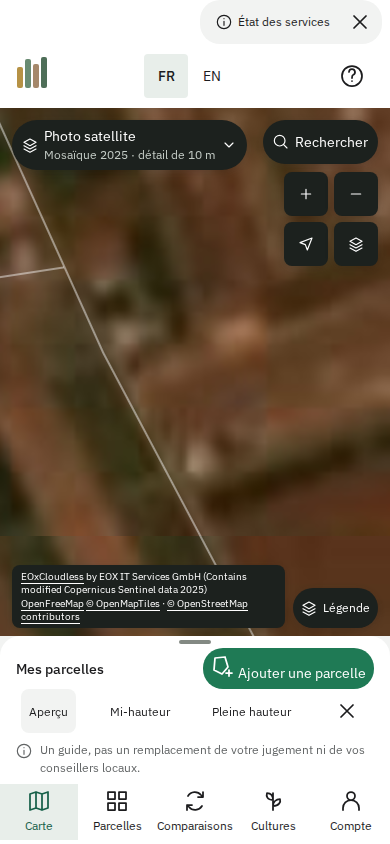 État des services
FR
EN
Photo satellite
Mosaïque 2025 · détail de 10 m
Rechercher
EOxCloudless by EOX IT Services GmbH (Contains
modified Copernicus Sentinel data 2025)
OpenFreeMap © OpenMapTiles · © OpenStreetMap
contributors
Légende
Mes parcelles
Ajouter une parcelle
Aperçu
Mi-hauteur
Pleine hauteur
Un guide, pas un remplacement de votre jugement ni de vos
conseillers locaux.
Carte
Parcelles
Comparaisons
Cultures
Compte